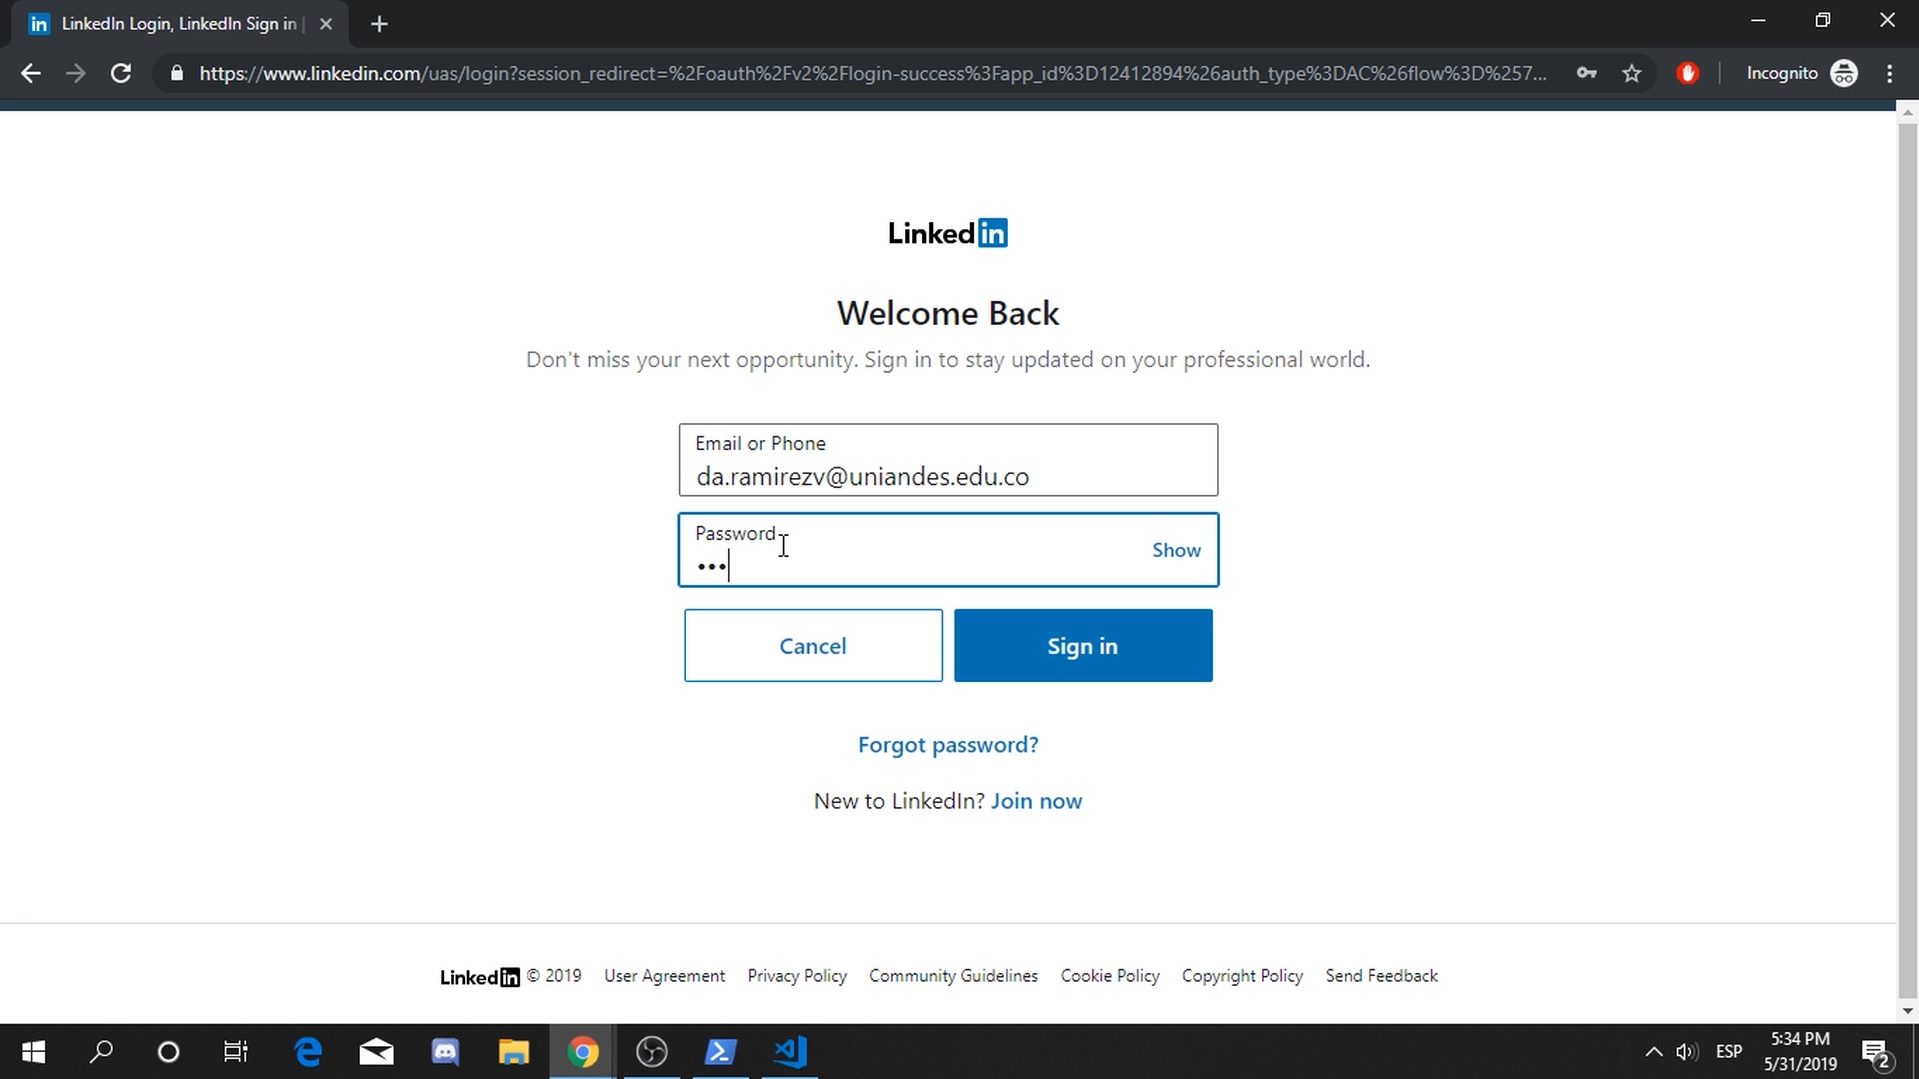 LinkedIn Login, LinkedIn Sign in |
https://www.linkedin.com/uas/login?session_redirect=%2Foauth%2Fv2%2Flogin-success%3Fapp_id%3D12412894%26auth_type%3DAC%26flow%3D%257...
Incognito
Linked in
Welcome Back
Don't miss your next opportunity. Sign in to stay updated on your professional world.
Email or Phone
da.ramirezv@uniandes.edu.co
Password
Show
•••
Cancel
Sign in
Forgot password?
New to LinkedIn? Join now
Linked in © 2019 User Agreement Privacy Policy Community Guidelines Cookie Policy Copyright Policy Send Feedback
ESP
5:34 PM
5/31/2019
2